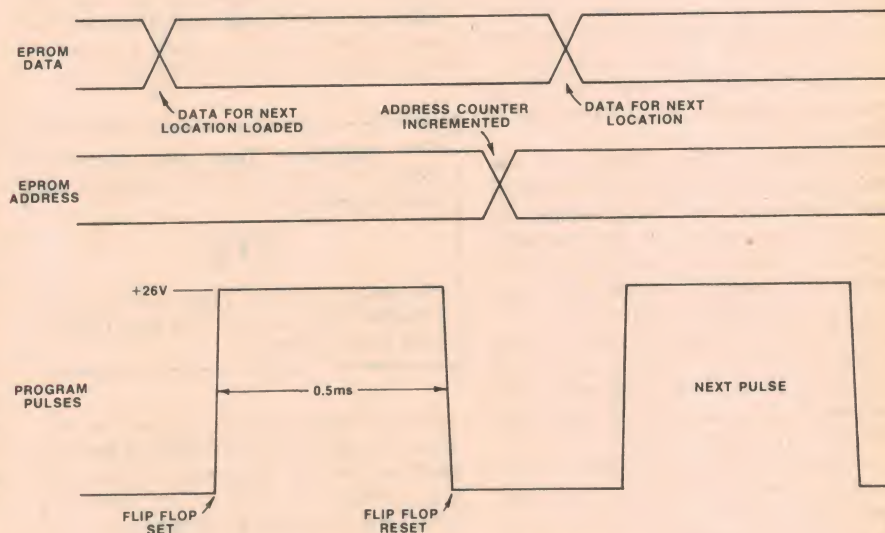 EPROM
DATA
DATA FOR NEXT
LOCATION LOADED
ADDRESS COUNTER
INCREMENTED
DATA FOR NEXT
LOCATION
EPROM
ADDRESS
+26V
PROGRAM
PULSES
0.5ms
NEXT PULSE
FLIP FLOP
SET
FLIP FLOP
RESET